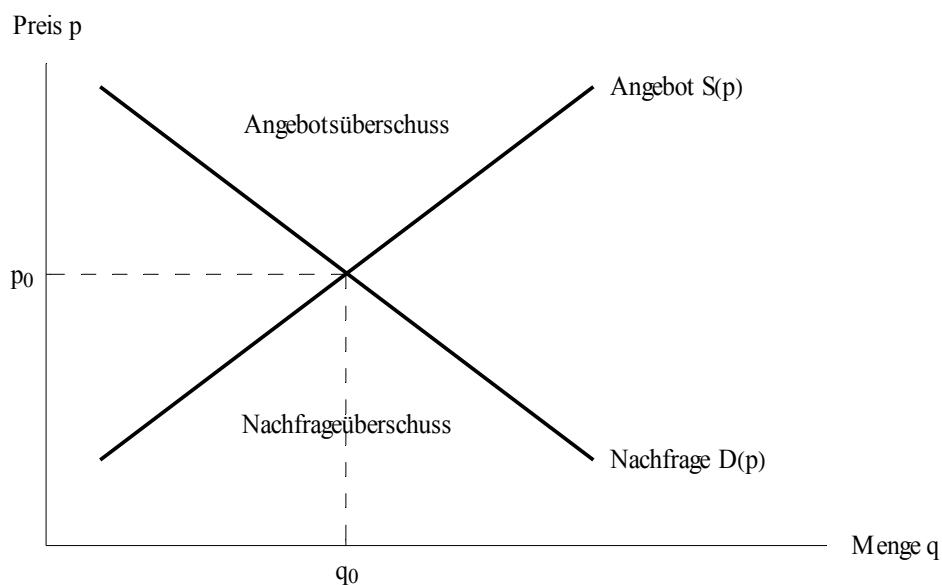 Preis p
Angebot S(p)
Angebotsüberschuss
p0
Nachfrageüberschuss
Nachfrage D(p)
Menge q
q0